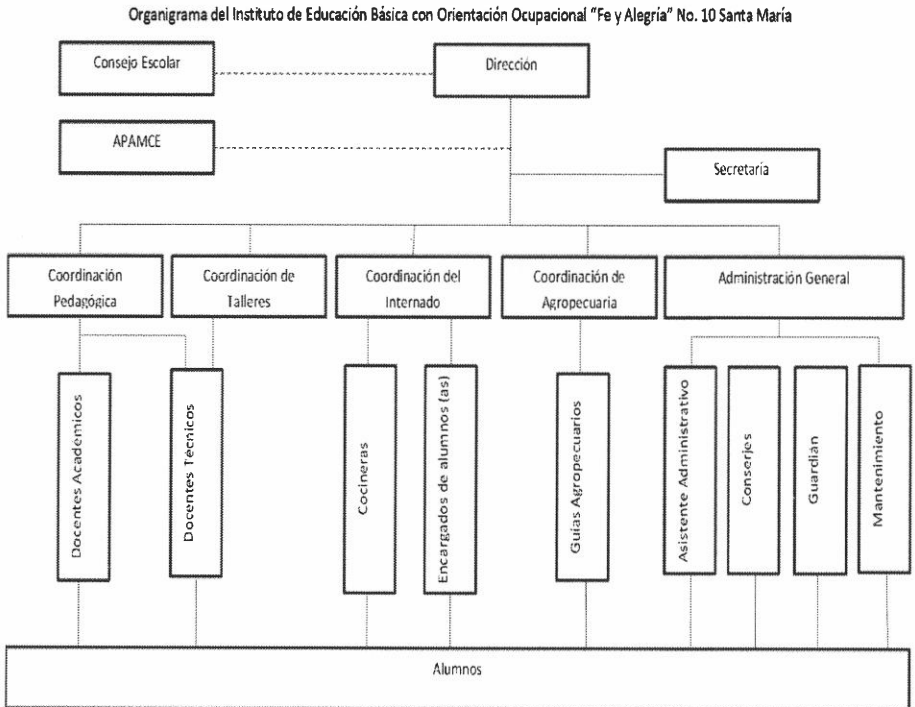 Organigrama del Instituto de Educación Básica con Orientación Ocupacional "Fe y Alegría" No. 10 Santa María
Consejo Escolar
Dirección
APAMCE
Secretaría
Coordinación
Pedagógica
Coordinación de
Talleres
Coordinación del
Internado
Coordinación de
Agropecuaria
Administración General
Docentes Académicos
Docentes Técnicos
Cocineras
Encargados de alumnos (as)
Guías Agropecuarios
Asistente Administrativo
Conserjes
Guardián
Mantenimiento
Alumnos